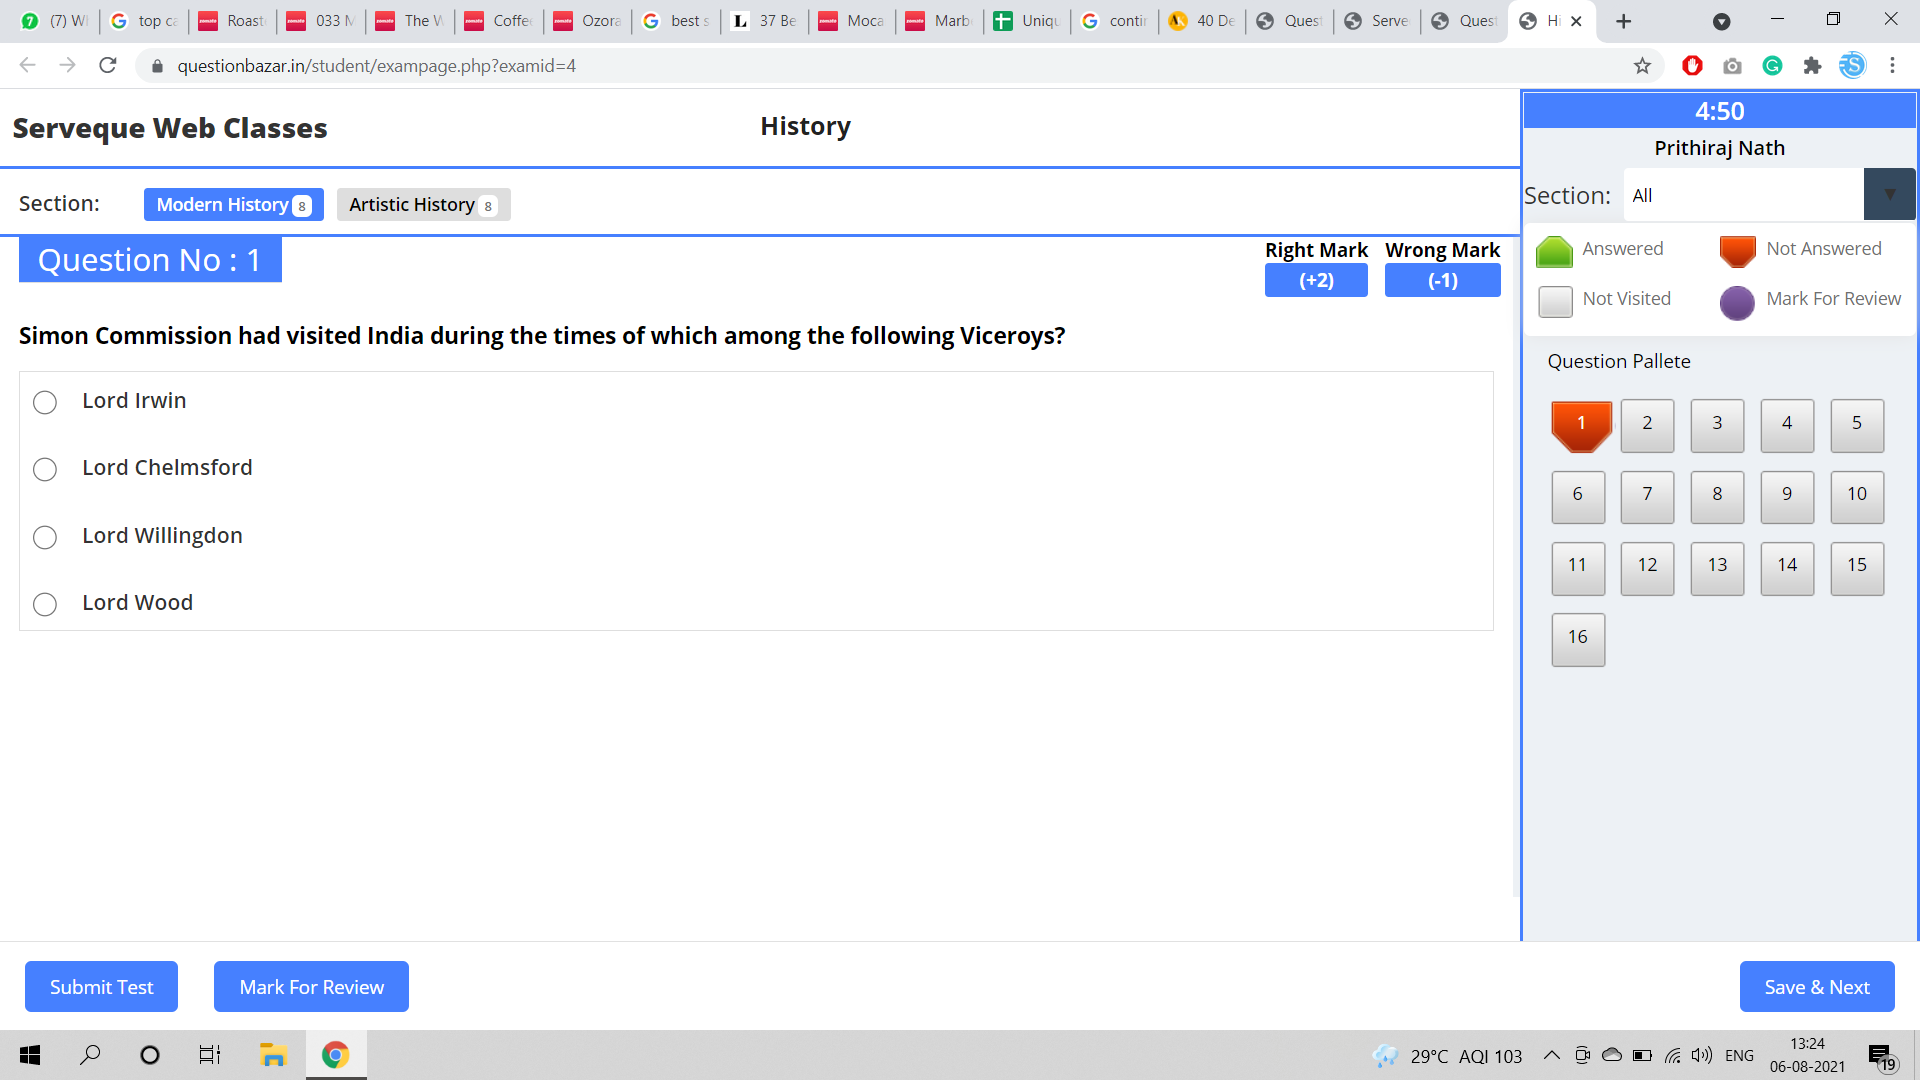 (7) Wl
top ca
Roast
033 M
The W
Coffe
Ozora
best s
L 37 Be
Moca
Marb
Uniqu
contin
40 De
Quest
Serve
Quest
Hi
questionbazar.in/student/exampage.php?examid=4
Serveque Web Classes
History
Section: Modern History 8 Artistic History 8
Question No : 1
Right Mark Wrong Mark
(+2) (-1)
Simon Commission had visited India during the times of which among the following Viceroys?
Lord Irwin
Lord Chelmsford
Lord Willingdon
Lord Wood
4:50
Prithiraj Nath
Section: All
Answered Not Answered
Not Visited Mark For Review
Question Pallete
1 2 3 4 5
6 7 8 9 10
11 12 13 14 15
16
Submit Test Mark For Review Save & Next
29°C AQI 103 ENG
13:24
06-08-2021
19